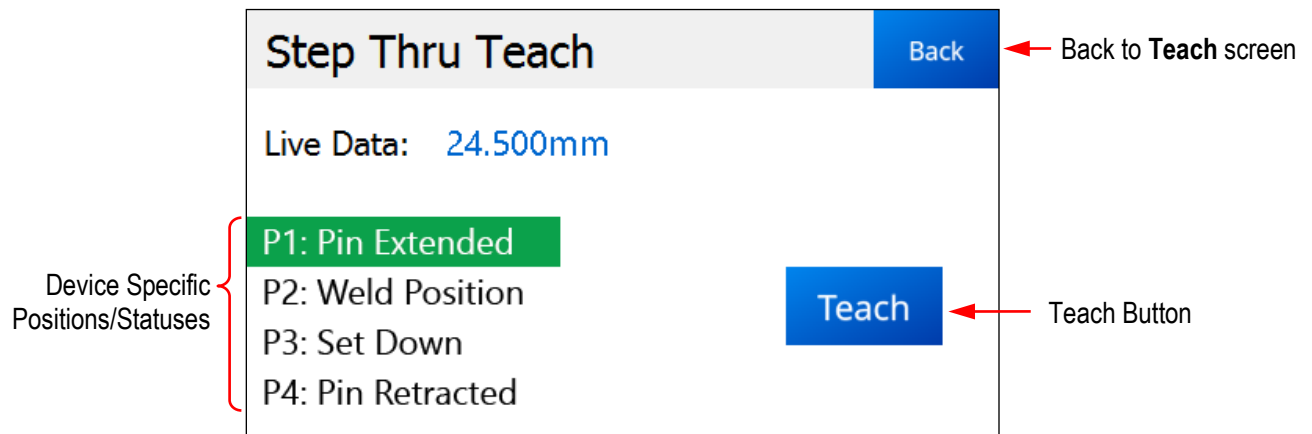 Step Thru Teach
Back
Back to Teach screen
Live Data: 24.500mm
P1: Pin Extended
P2: Weld Position
P3: Set Down
P4: Pin Retracted
Device Specific
Positions/Statuses
Teach
Teach Button